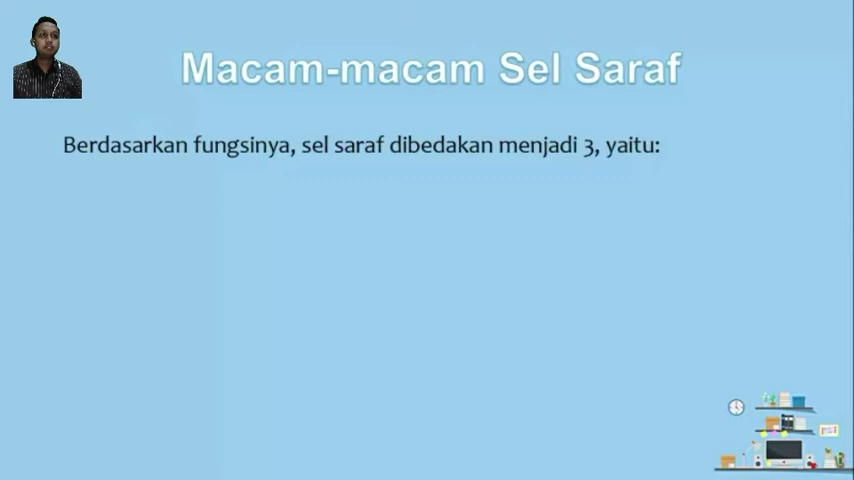 Macam-macam Sel Saraf
Berdasarkan fungsinya, sel saraf dibedakan menjadi 3, yaitu: